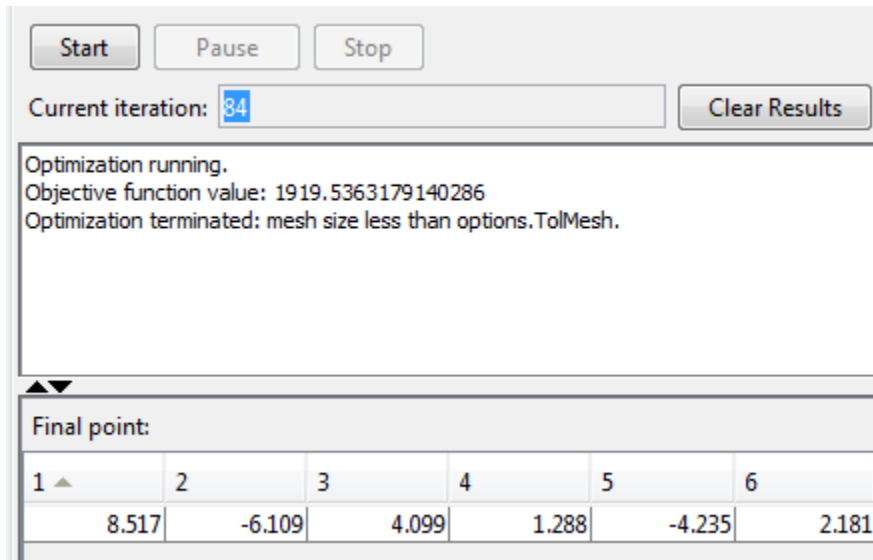 Start Pause Stop
Current iteration: 84 Clear Results
Optimization running.
Objective function value: 1919.5363179140286
Optimization terminated: mesh size less than options.TolMesh.
Final point:
1 2 3 4 5 6
8.517 -6.109 4.099 1.288 -4.235 2.181